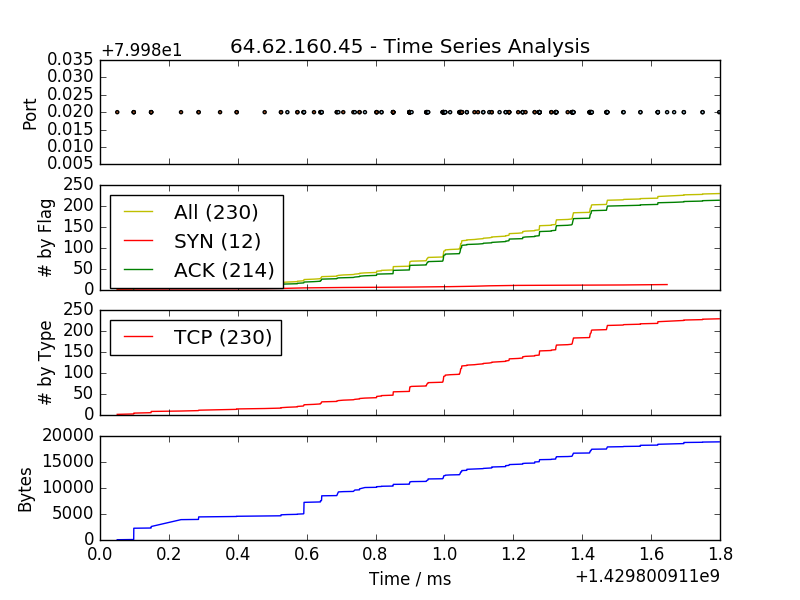 64.62.160.45 - Time Series Analysis
+7.998e1
0.035
0.030
0.025
0.020
0.015
0.010
0.005
Port
250
200
150
100
50
0
# by Flag
All (230)
SYN (12)
ACK (214)
250
200
150
100
50
0
# by Type
TCP (230)
20000
15000
10000
5000
0
Bytes
0.0 0.2 0.4 0.6 0.8 1.0 1.2 1.4 1.6 1.8
Time / ms
+1.429800911e9